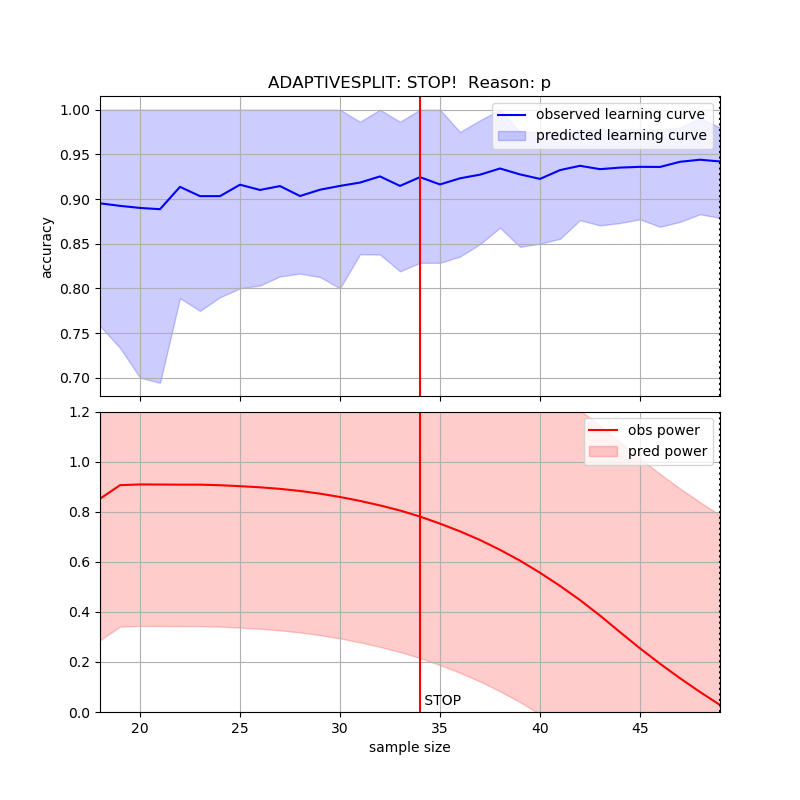 ADAPTIVESPLIT: STOP!  Reason: p
1.00
0.95
0.90
0.85
0.80
0.75
0.70
accuracy
observed learning curve
predicted learning curve
1.2
1.0
0.8
0.6
0.4
0.2
0.0
obs power
pred power
STOP
20
25
30
35
40
45
sample size